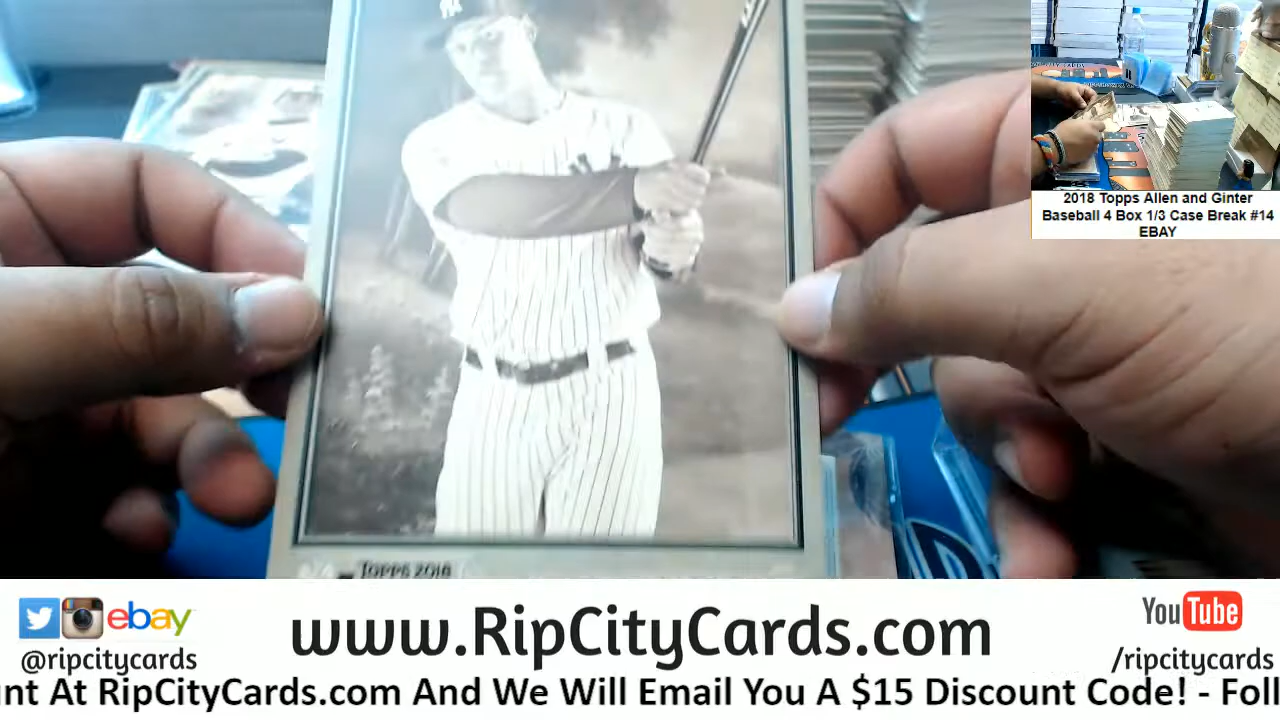 NY
2018 Topps Allen and Ginter
Baseball 4 Box 1/3 Case Break #14
EBAY
TOPPS 2018
ebay
www.RipCityCards.com
YouTube
@ripcitycards
/ripcitycards
nt At RipCityCards.com And We Will Email You A $15 Discount Code! - Foll